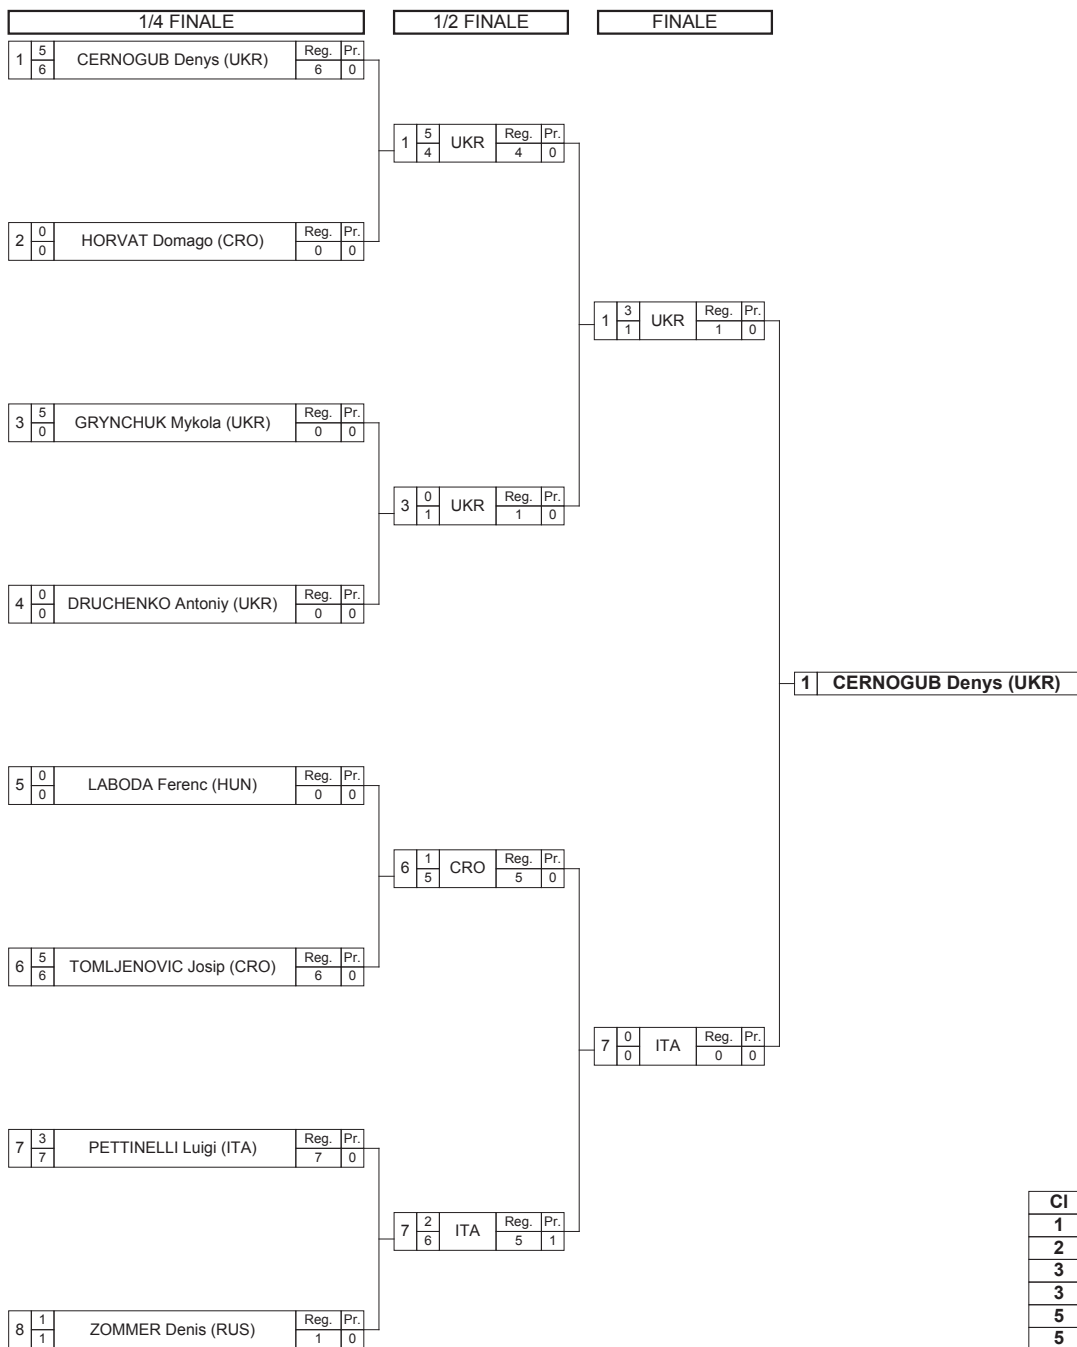 1/4 FINALE 1/2 FINALE FINALE
1 5 6 CERNOGUB Denys (UKR) Reg. 6 Pr. 0
1 5 4 UKR Reg. 4 Pr. 0
2 0 0 HORVAT Domago (CRO) Reg. 0 Pr. 0
1 3 1 UKR Reg. 1 Pr. 0
3 5 0 GRYNCHUK Mykola (UKR) Reg. 0 Pr. 0
3 0 1 UKR Reg. 1 Pr. 0
4 0 0 DRUCHENKO Antoniy (UKR) Reg. 0 Pr. 0
1 CERNOGUB Denys (UKR)
5 0 0 LABODA Ferenc (HUN) Reg. 0 Pr. 0
6 1 5 CRO Reg. 5 Pr. 0
6 5 6 TOMLJENOVIC Josip (CRO) Reg. 6 Pr. 0
7 0 0 ITA Reg. 0 Pr. 0
7 3 7 PETTINELLI Luigi (ITA) Reg. 7 Pr. 0
7 2 6 ITA Reg. 5 Pr. 1
8 1 1 ZOMMER Denis (RUS) Reg. 1 Pr. 0
Cl
1
2
3
3
5
5